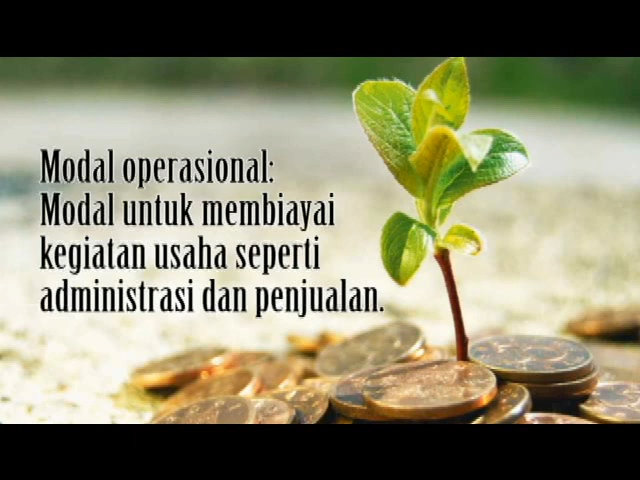 Modal operasional:
Modal untuk membiayai
kegiatan usaha seperti
administrasi dan penjualan.